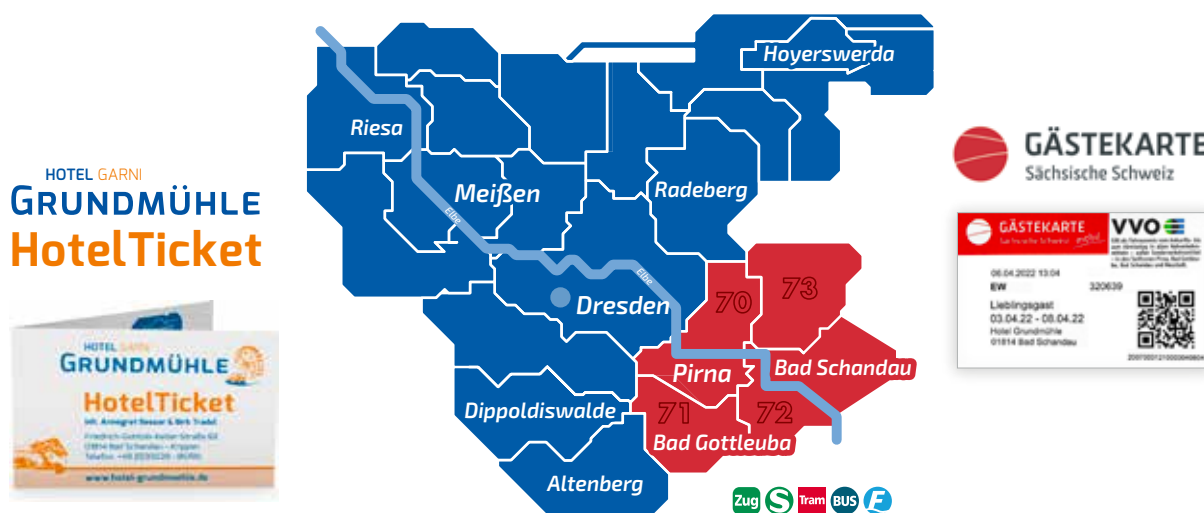 HOTEL GARNI
GRUNDMÜHLE
HotelTicket
HOTEL GARNI
GRUNDMÜHLE
HotelTicket
www.hotel-grundmuehle.de
Hoyerswerda
Riesa
Meißen
Radeberg
Elbe
Elbe
Dresden
70
73
Pirna
Bad Schandau
71
72
Dippoldiswalde
Bad Gottleuba
Altenberg
Zug
S
Tram
BUS
F
GÄSTEKARTE
Sächsische Schweiz
GÄSTEKARTE
VVO
06.04.2022 13:04
EW
320639
Lieblingsgast
03.04.22 - 08.04.22
Hotel Grundmühle
01814 Bad Schandau